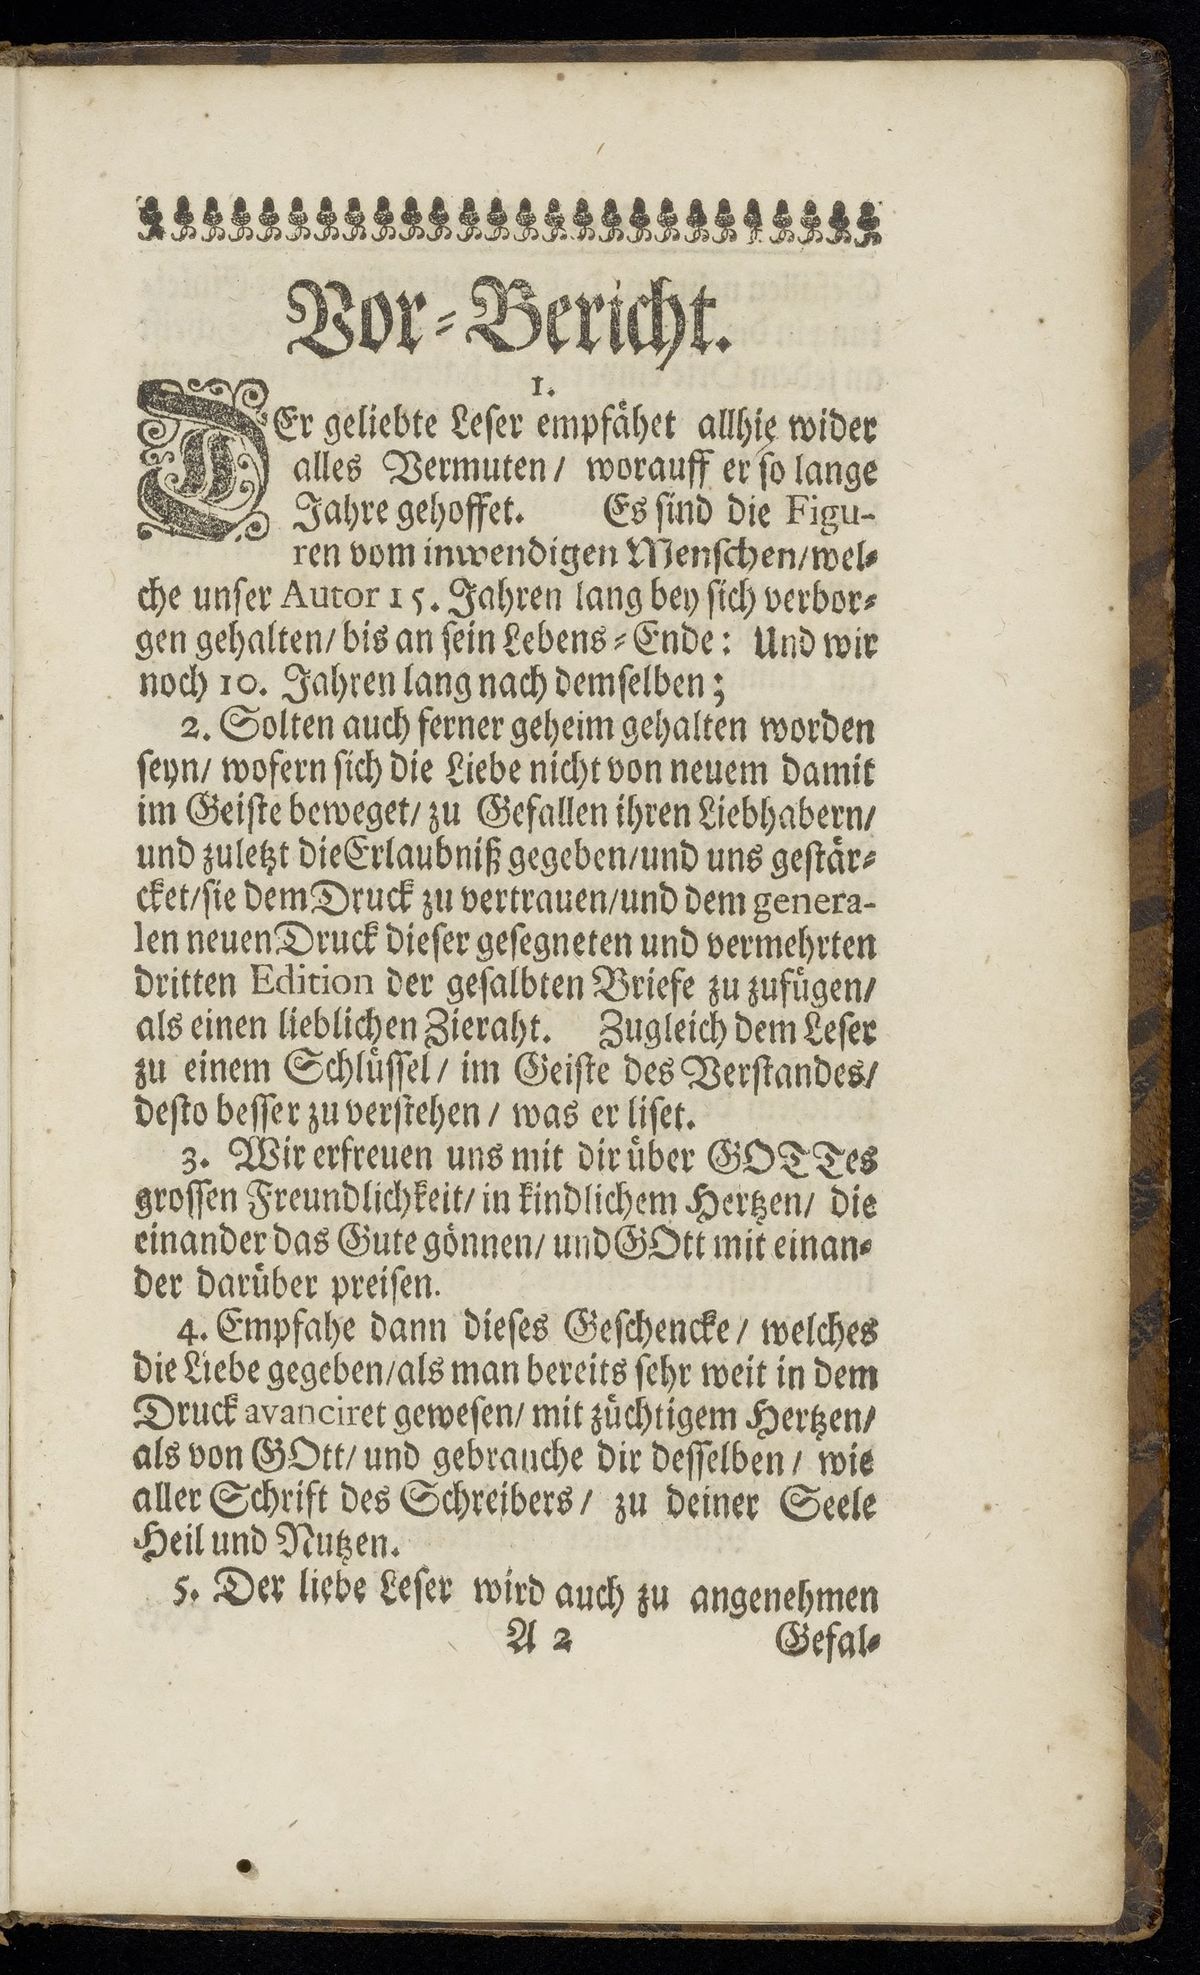 Vor-Bericht.
1.
DEr geliebte Leser empfähet allhie wider
alles Vermuten/ worauff er so lange
Jahre gehoffet. Es sind die Figu-
ren vom inwendigen Menschen/wel-
che unser Autor 15. Jahren lang bey sich verbor-
gen gehalten/ bis an sein Lebens-Ende: Und wir
noch 10. Jahren lang nach demselben;
2. Solten auch ferner geheim gehalten worden
seyn/ wofern sich die Liebe nicht von neuem damit
im Geiste beweget/ zu Gefallen ihren Liebhabern/
und zuletzt die Erlaubniß gegeben/und uns gestär-
cket/sie dem Druck zu vertrauen/und dem genera-
len neuen Druck dieser gesegneten und vermehrten
dritten Edition der gesalbten Briefe zu zufügen/
als einen lieblichen Zieraht. Zugleich dem Leser
zu einem Schlüssel/ im Geiste des Verstandes/
desto besser zu verstehen/ was er liset.
3. Wir erfreuen uns mit dir über GOTTes
grossen Freundlichkeit/ in kindlichem Hertzen/ die
einander das Gute gönnen/ und GOtt mit einan-
der darüber preisen.
4. Empfahe dann dieses Geschencke/ welches
die Liebe gegeben/als man bereits sehr weit in dem
Druck avanciret gewesen/ mit züchtigem Hertzen/
als von GOtt/ und gebrauche dir desselben/ wie
aller Schrift des Schreibers/ zu deiner Seele
Heil und Nutzen.
5. Der liebe Leser wird auch zu angenehmen
A 2 Gefal-